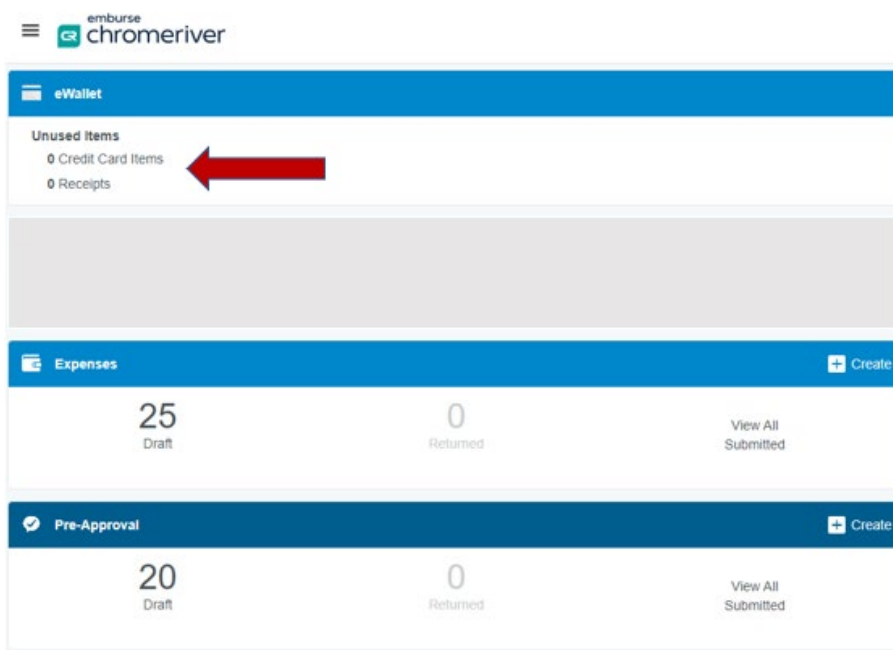 emburse
chromeriver
eWallet
Unused Items
0 Credit Card Items
0 Receipts
Expenses
Create
25
Draft
0
Returned
View All
Submitted
Pre-Approval
Create
20
Draft
0
Returned
View All
Submitted